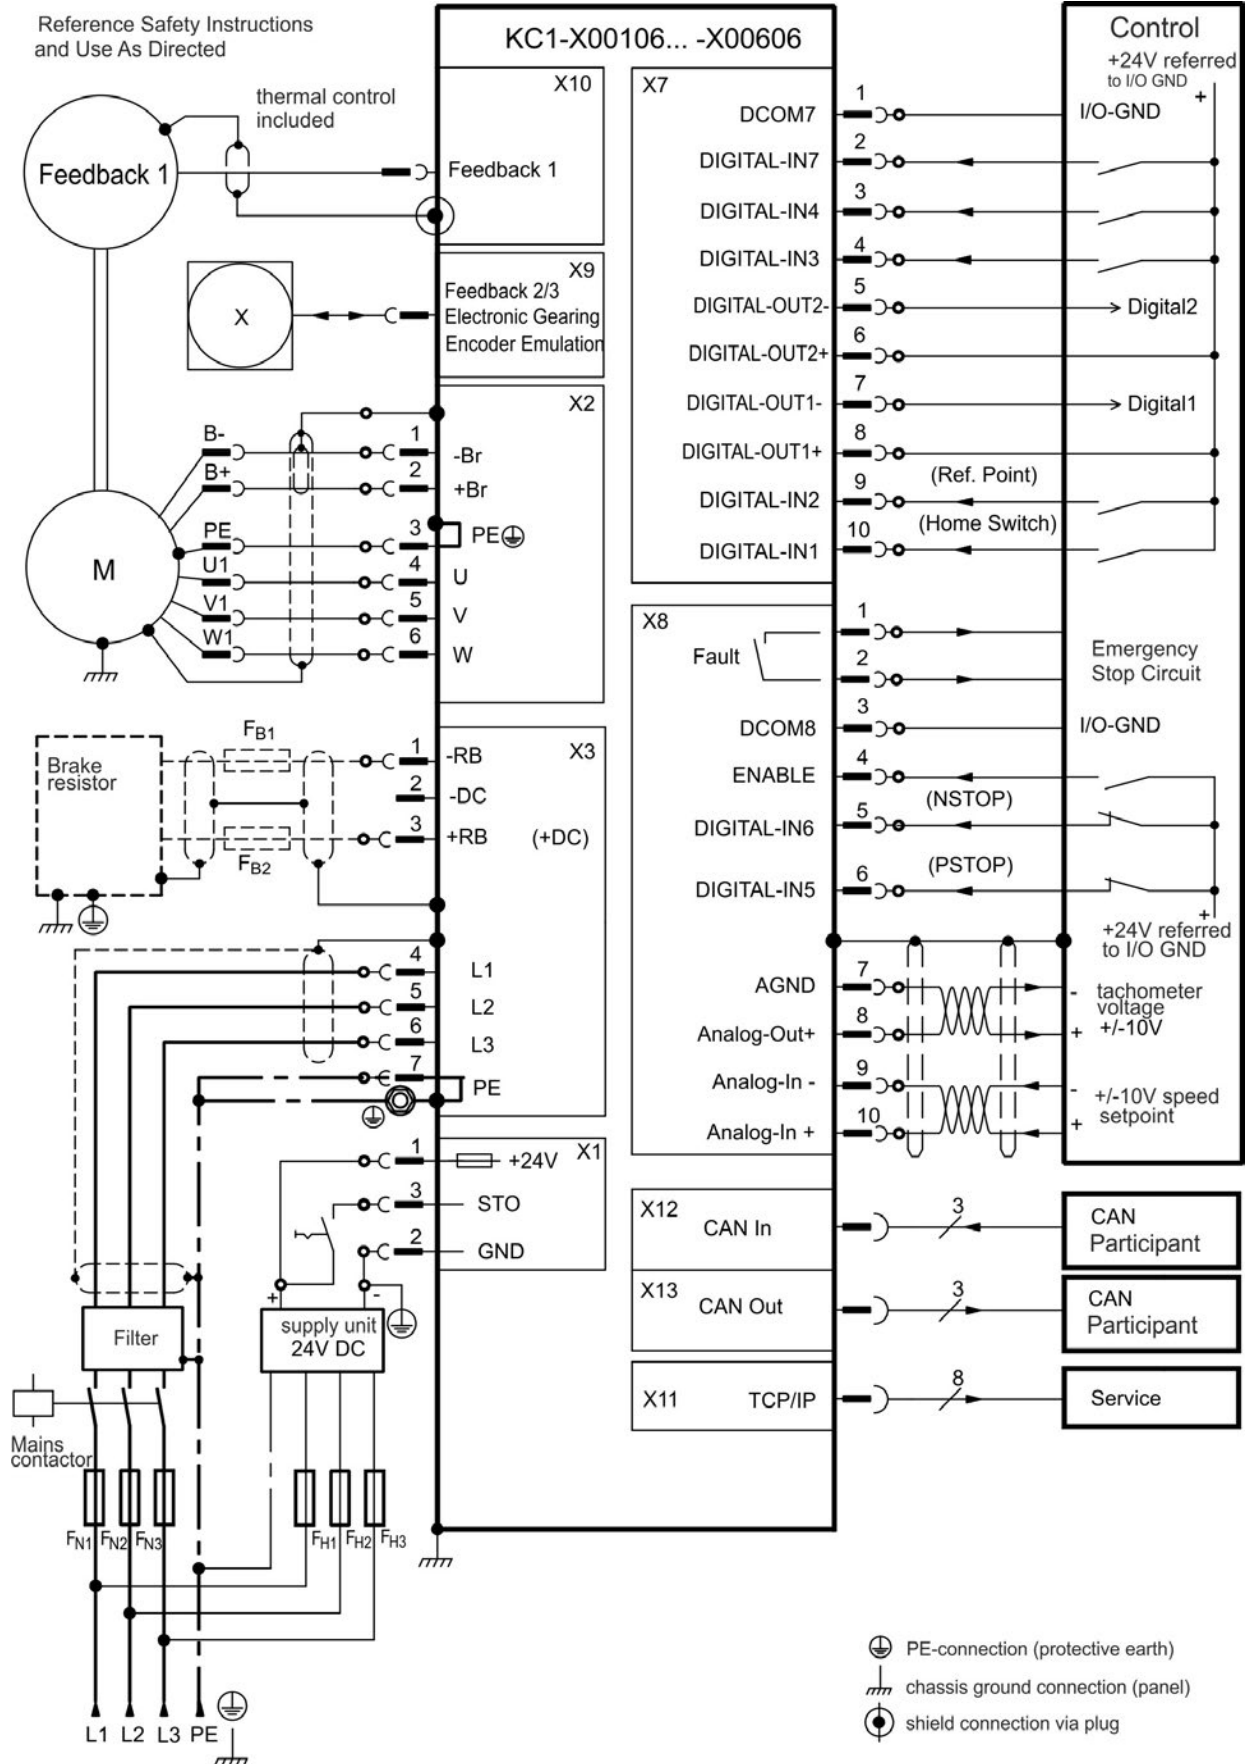 Reference Safety Instructions
and Use As Directed
KC1-X00106... -X00606
Control
+24V referred
to I/O GND
+
thermal control
included
Feedback 1
X10
Feedback 1
X
X9
Feedback 2/3
Electronic Gearing
Encoder Emulation
X2
B-
1
-Br
B+
2
+Br
PE
3
PE
M
U1
4
U
V1
5
V
W1
6
W
Brake
resistor
FB1
FB2
X3
1
-RB
2
-DC
3
+RB
(+DC)
4
L1
5
L2
6
L3
7
PE
X1
1
+24V
3
STO
2
GND
+
-
supply unit
24V DC
Filter
Mains
contactor
FN1
FN2
FN3
FH1
FH2
FH3
L1
L2
L3
PE
X7
DCOM7
1
I/O-GND
DIGITAL-IN7
2
DIGITAL-IN4
3
DIGITAL-IN3
4
DIGITAL-OUT2-
5
Digital2
DIGITAL-OUT2+
6
DIGITAL-OUT1-
7
Digital1
DIGITAL-OUT1+
8
(Ref. Point)
DIGITAL-IN2
9
(Home Switch)
DIGITAL-IN1
10
X8
Fault
1
2
Emergency
Stop Circuit
DCOM8
3
I/O-GND
ENABLE
4
(NSTOP)
DIGITAL-IN6
5
(PSTOP)
DIGITAL-IN5
6
+
+24V referred
to I/O GND
AGND
7
-
tachometer
voltage
+/-10V
Analog-Out+
8
+
Analog-In -
9
-
+/-10V speed
setpoint
Analog-In +
10
+
X12
CAN In
3
CAN
Participant
X13
CAN Out
3
CAN
Participant
X11
TCP/IP
8
Service
PE-connection (protective earth)
chassis ground connection (panel)
shield connection via plug